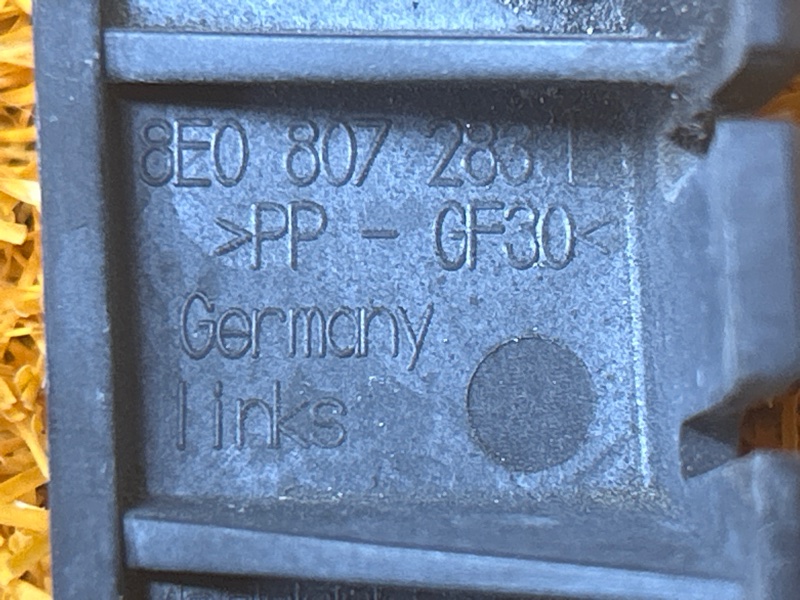 8E0 807 283
>PP - GF30<
Germany
links